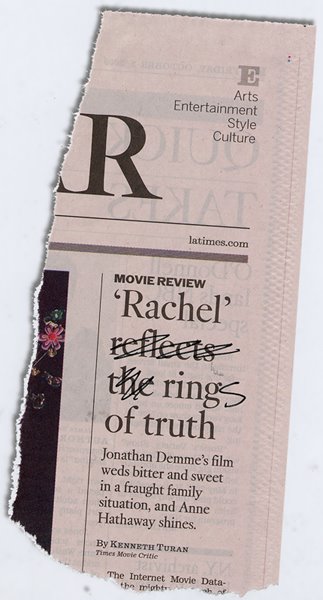 E
Arts
Entertainment
Style
Culture
AR
latimes.com
MOVIE REVIEW
‘Rachel’
reflects
the rings
of truth
Jonathan Demme’s film
weds bitter and sweet
in a fraught family
situation, and Anne
Hathaway shines.
By KENNETH TURAN
Times Movie Critic
The Internet Movie Data-